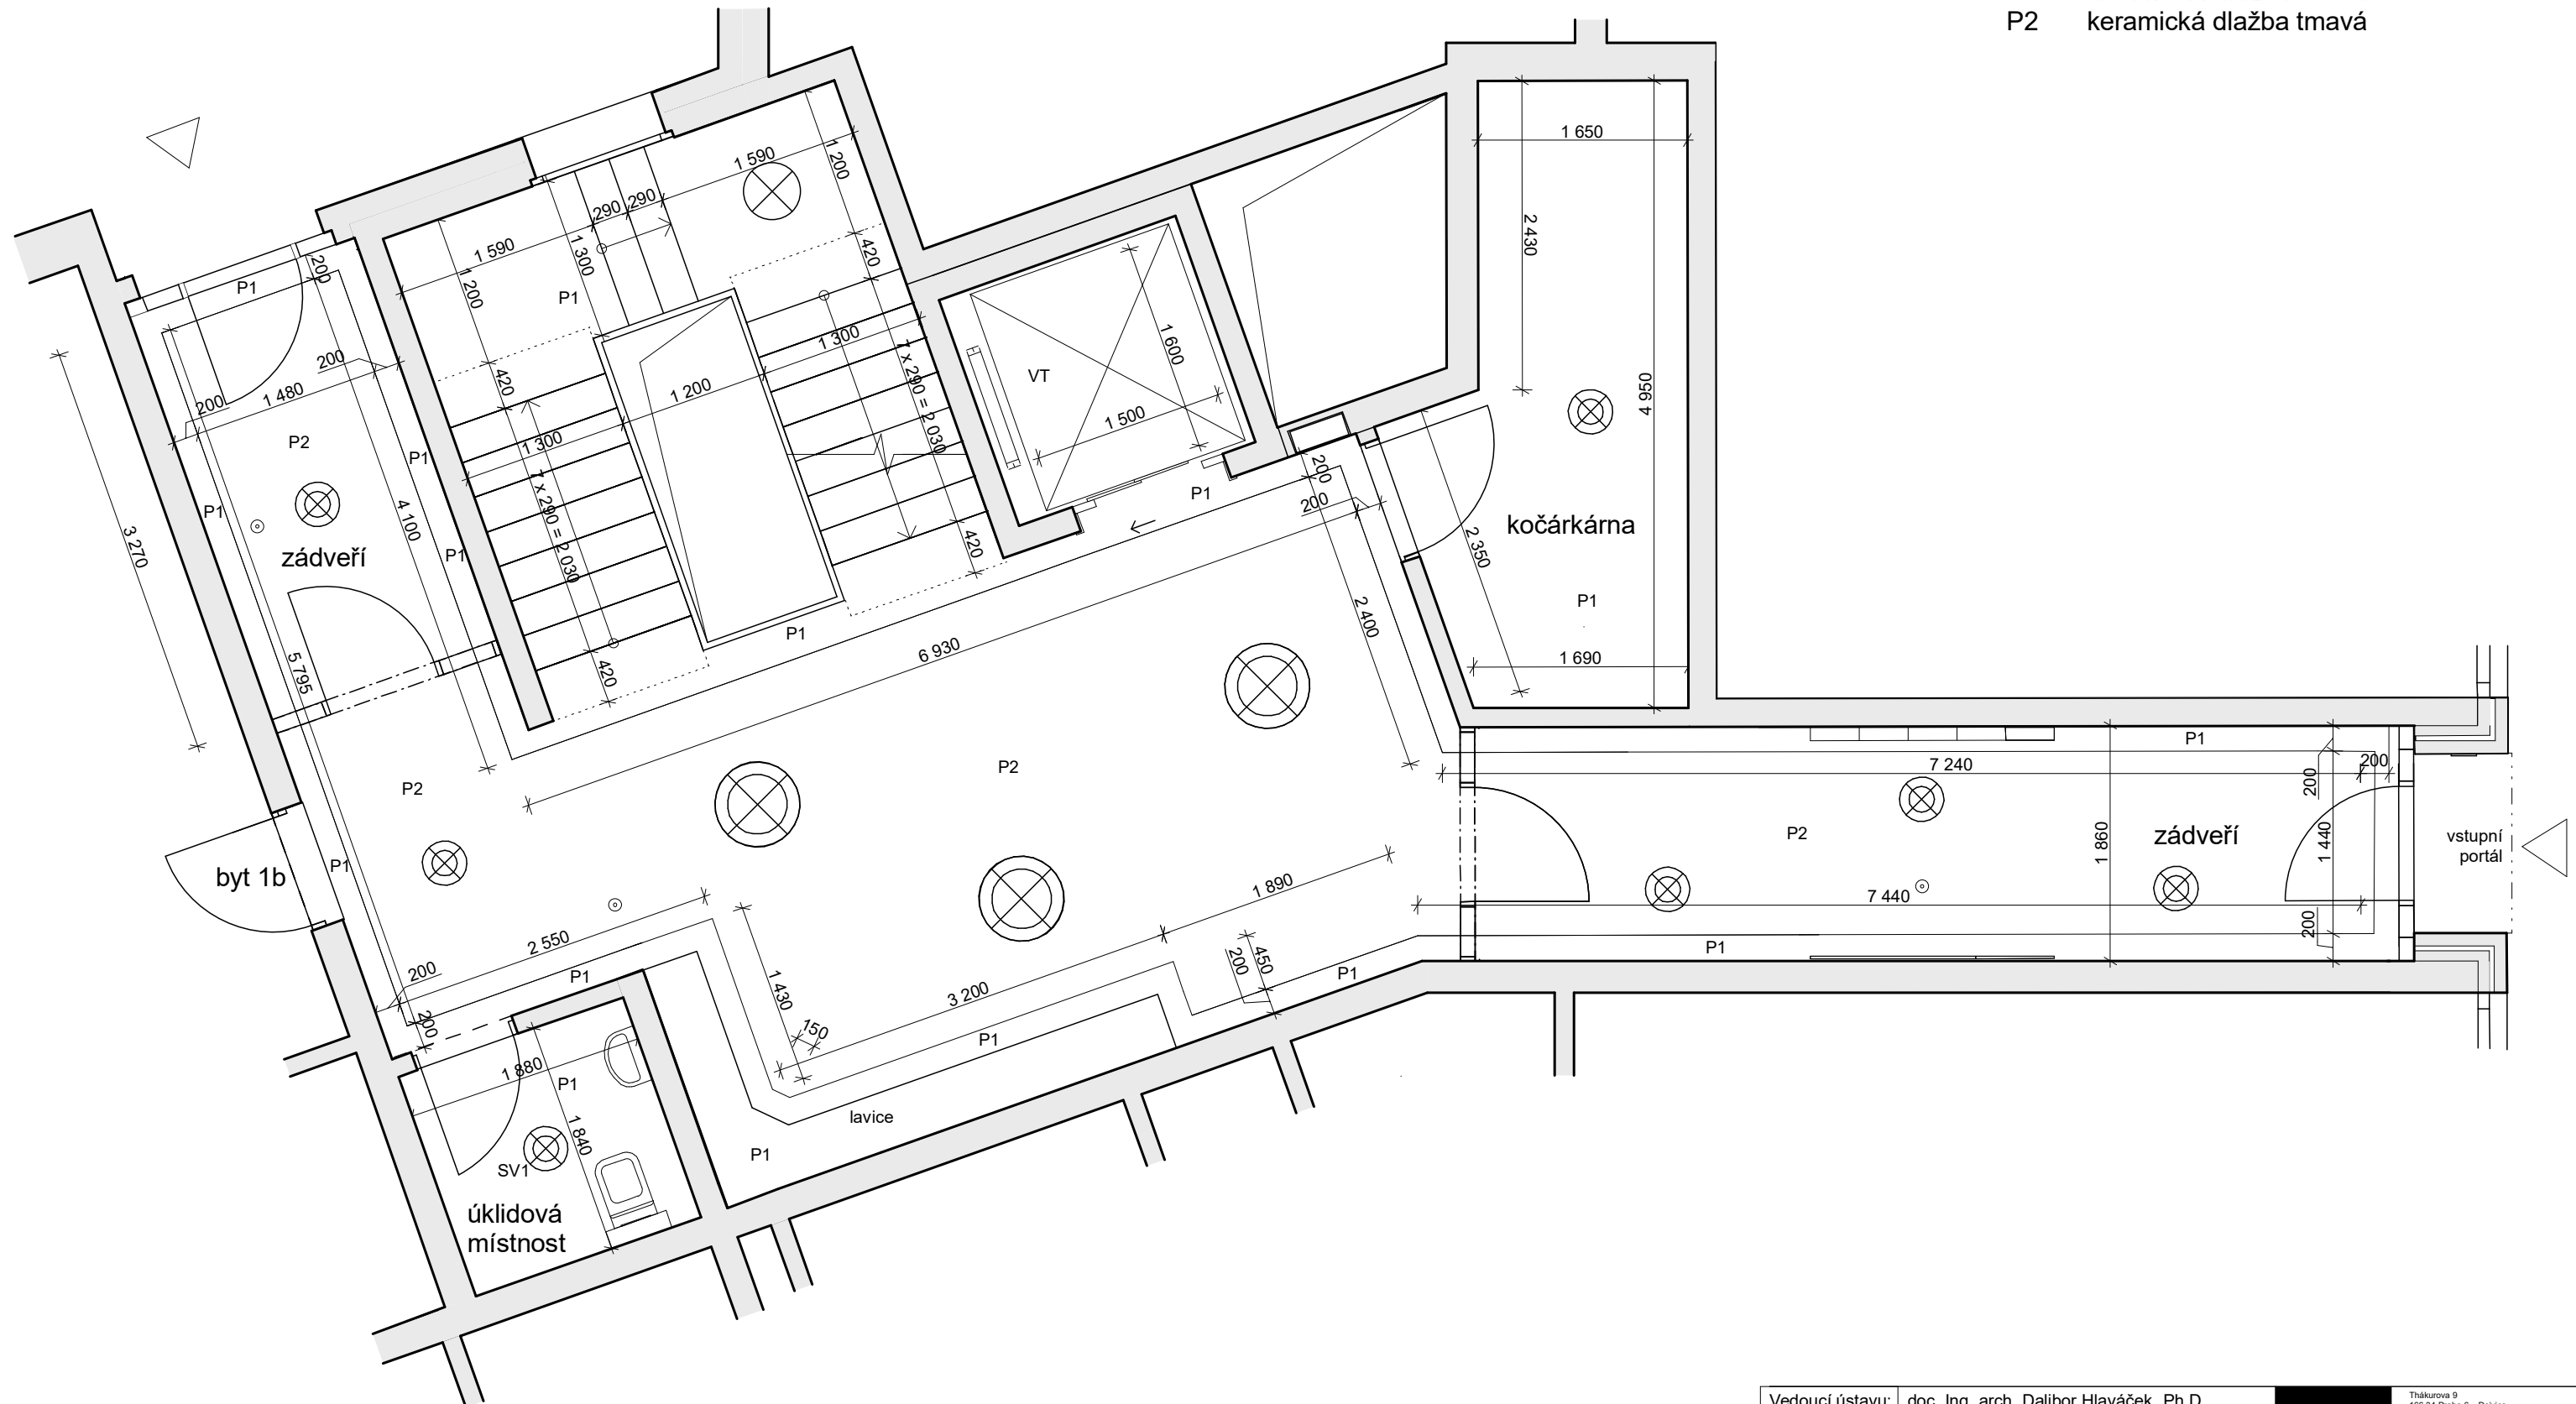 P2 keramická dlažba tmavá
1 650
1 590
1 200
290
290
1 590
1 300
420
2 430
200
P1
1 200
P1
1 300
1 600
200
420
VT
1 200
7 x 290 = 2 030
4 950
200
1 480
1 500
P2
1 300
P1
200
P1
200
P1
4 100
7 x 290 = 2 030
kočárkárna
3 270
zádveří
P1
420
2 350
P1
2 400
P1
6 930
1 690
5 795
420
P1
7 240
200
P2
200
P2
P2
1 860
zádveří
1 440
vstupní
portál
byt 1b
P1
1 890
7 440
200
2 550
P1
450
200
P1
200
P1
1 430
3 200
200
150
P1
1 880
P1
lavice
1 840
P1
SV1
úklidová
místnost
Vedoucí ústavu: doc. Ing. arch. Dalibor Hlaváček, Ph.D.
Thákurova 9